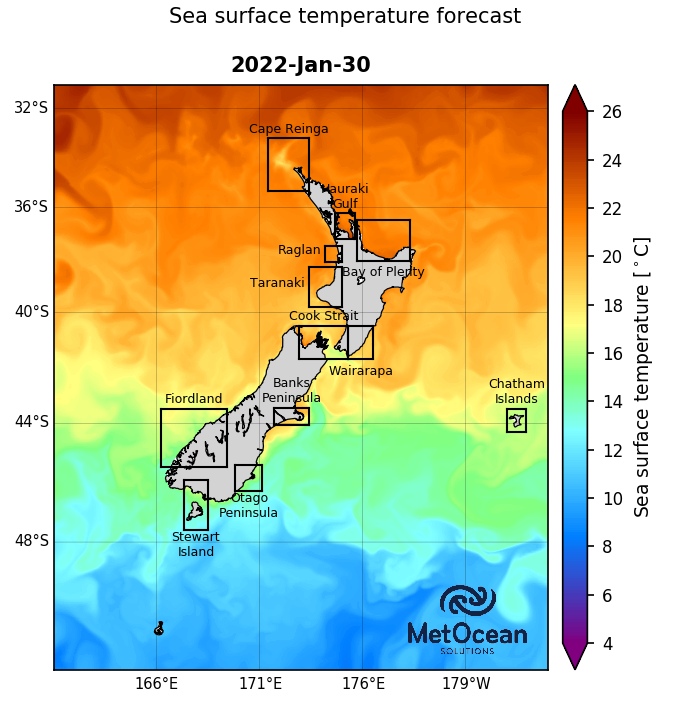 Sea surface temperature forecast
2022-Jan-30
32°S
36°S
40°S
44°S
48°S
166°E
171°E
176°E
179°W
Cape Reinga
Hauraki
Gulf
Raglan
Bay of Plenty
Taranaki
Cook Strait
Wairarapa
Banks
Peninsula
Fiordland
Chatham
Islands
Otago
Peninsula
Stewart
Island
MetOcean
SOLUTIONS
26
24
22
20
18
16
14
12
10
8
6
4
Sea surface temperature [°C]